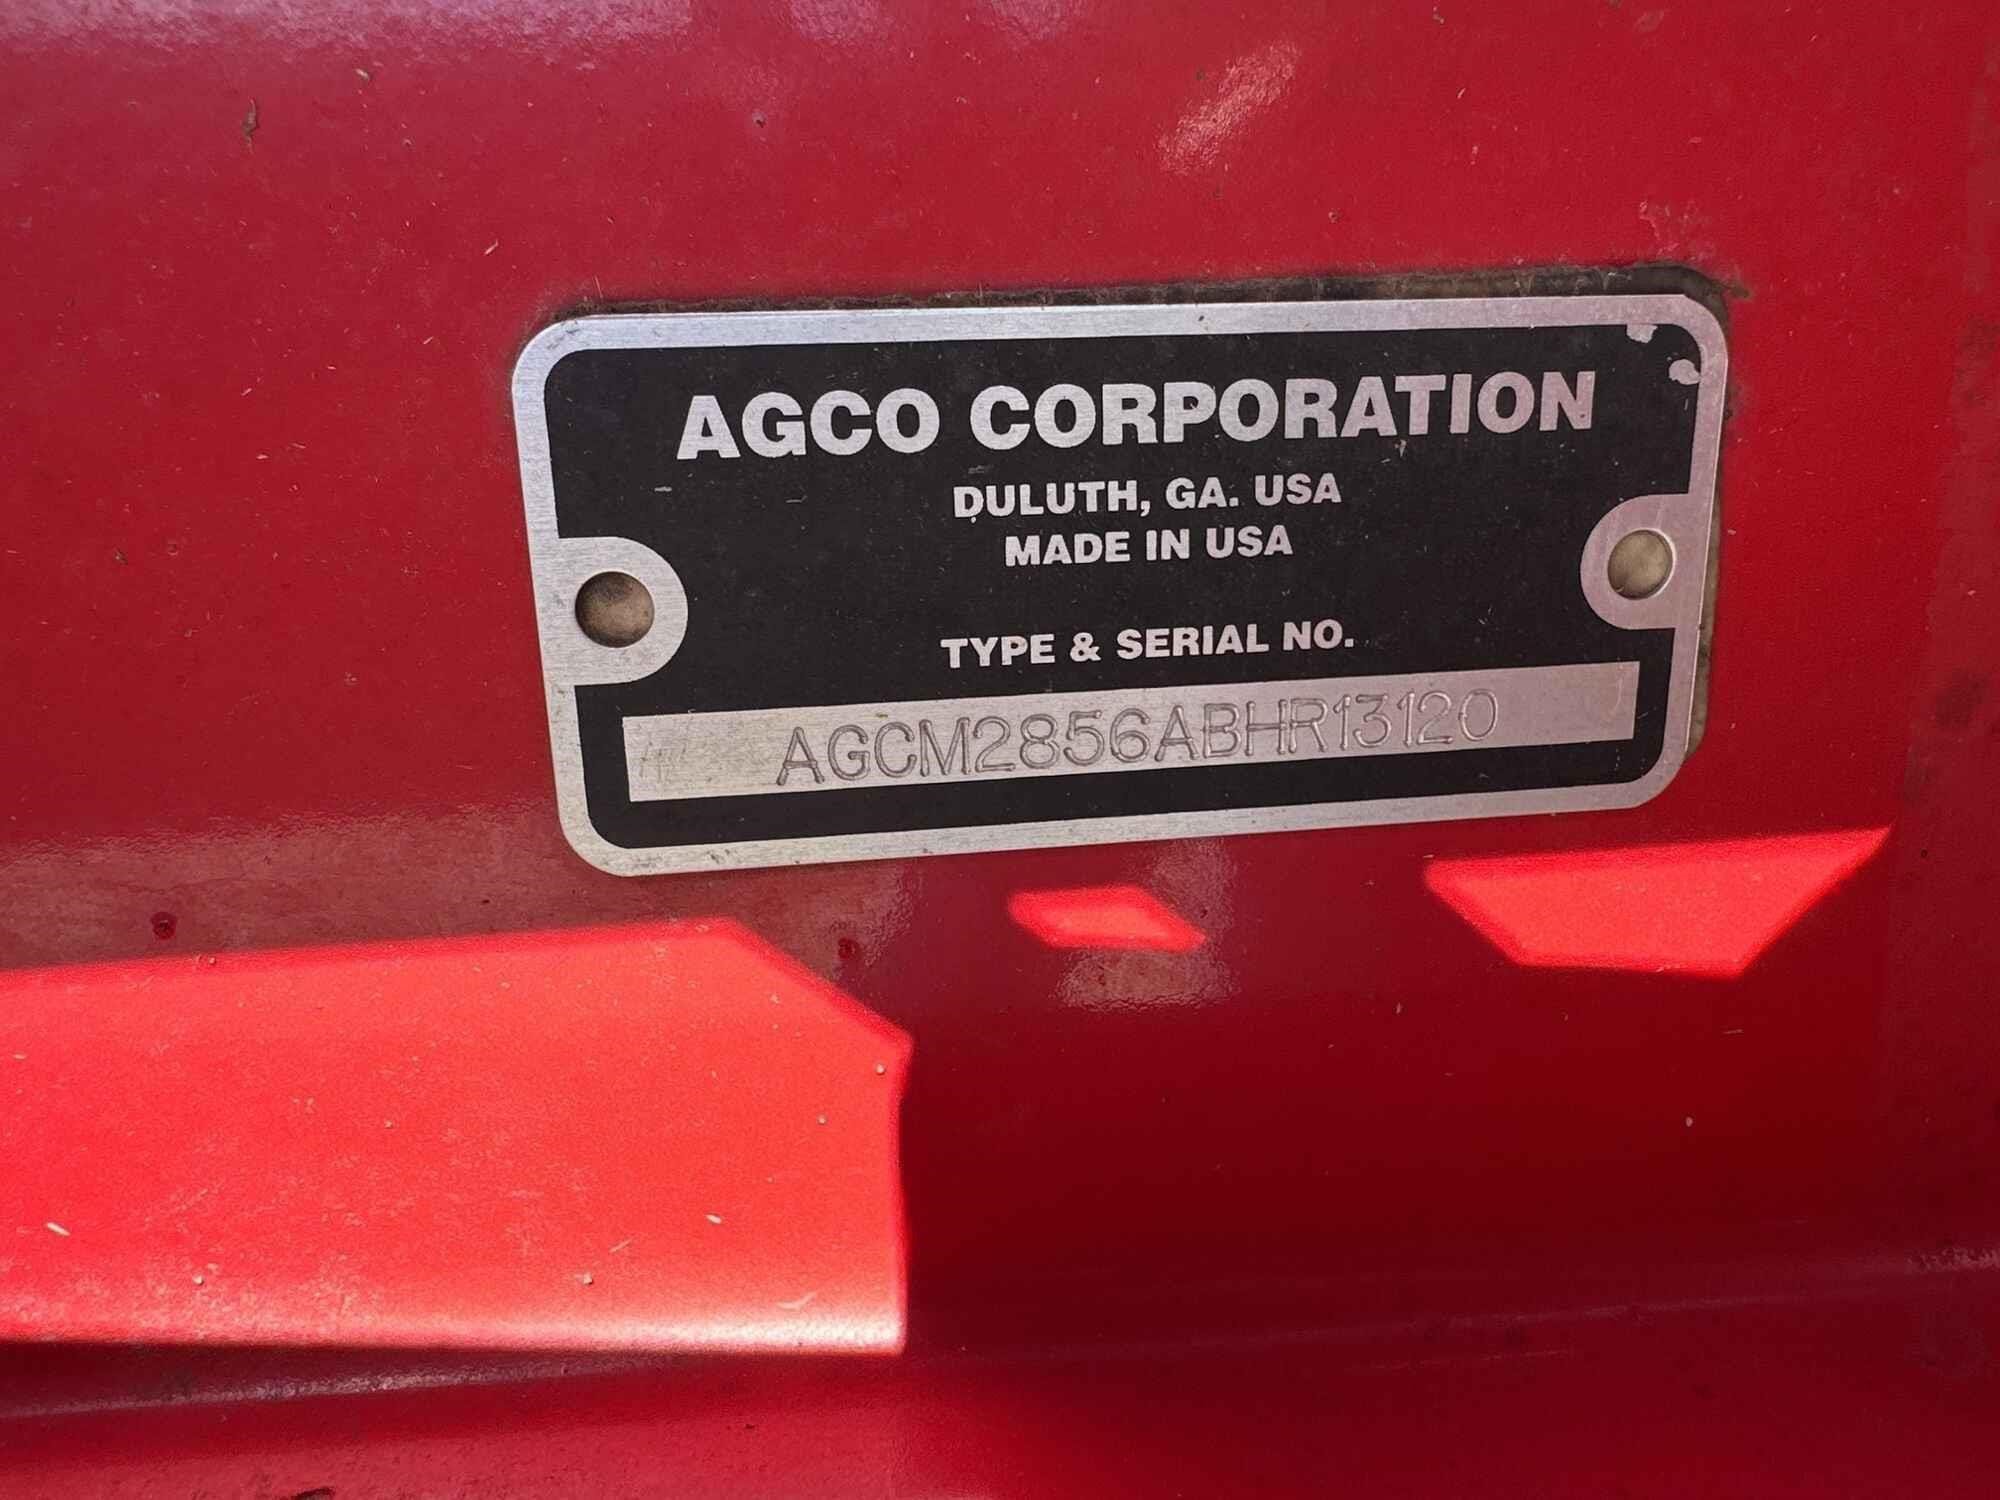 AGCO CORPORATION
DULUTH, GA. USA
MADE IN USA
TYPE & SERIAL NO.
AGCM2856ABHR13120